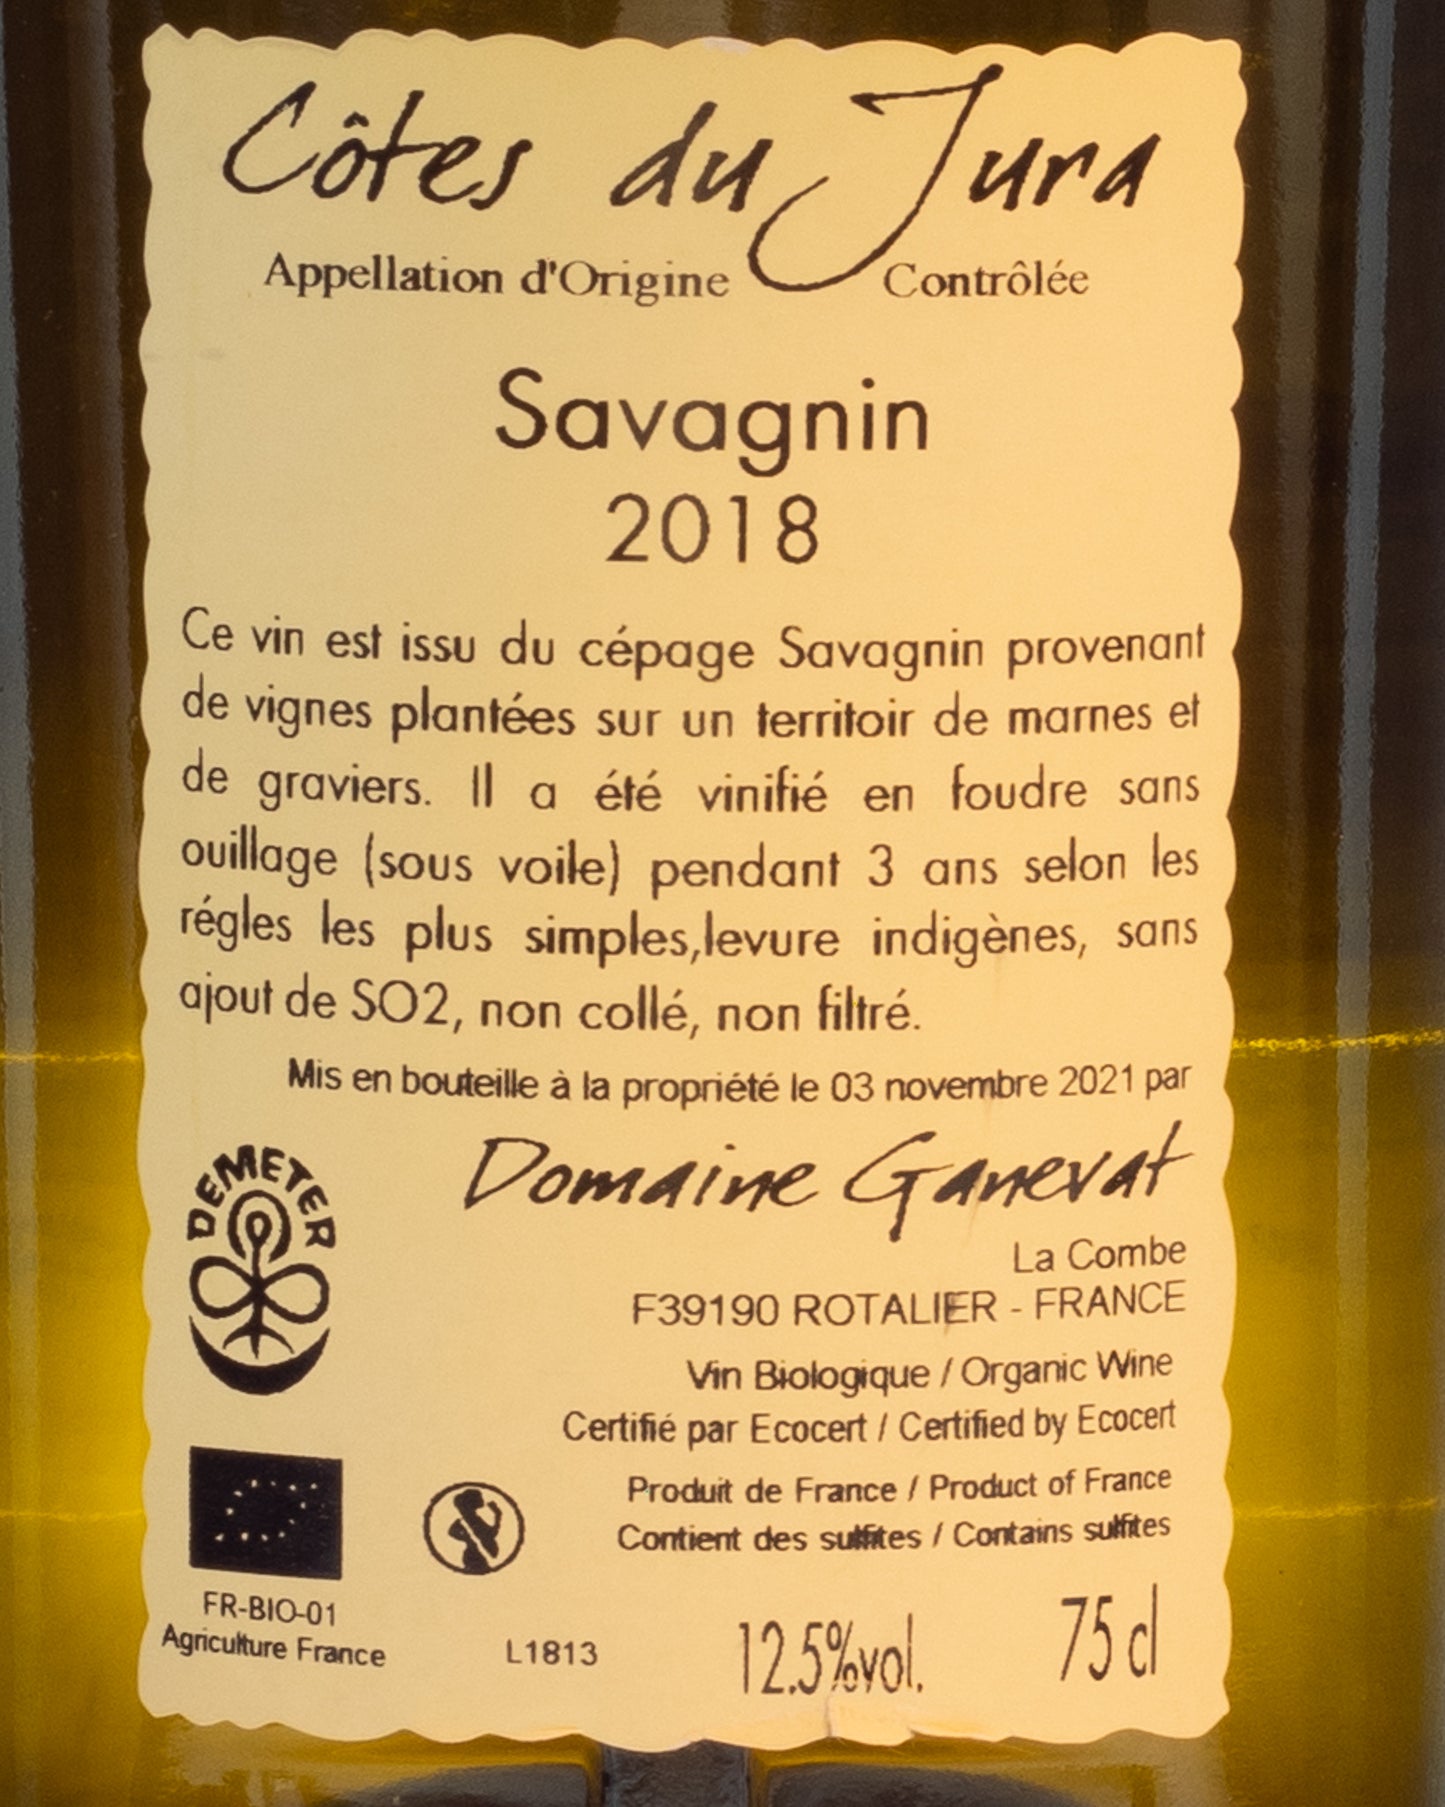 Côtes du Jura
Appellation d'Origine Contrôlée
Savagnin
2018
Ce vin est issu du cépage Savagnin provenant
de vignes plantées sur un territoir de marnes et
de graviers. Il a été vinifié en foudre sans
ouillage (sous voile) pendant 3 ans selon les
régles les plus simples,levure indigènes, sans
ajout de SO2, non collé, non filtré.
Mis en bouteille à la propriété le 03 novembre 2021 par
Domaine Ganevat
DEMETER
La Combe
F39190 ROTALIER - FRANCE
Vin Biologique / Organic Wine
Certifié par Ecocert / Certified by Ecocert
Produit de France / Product of France
Contient des sulfites / Contains sulfites
FR-BIO-01
Agriculture France
L1813
12.5%vol.
75 cl